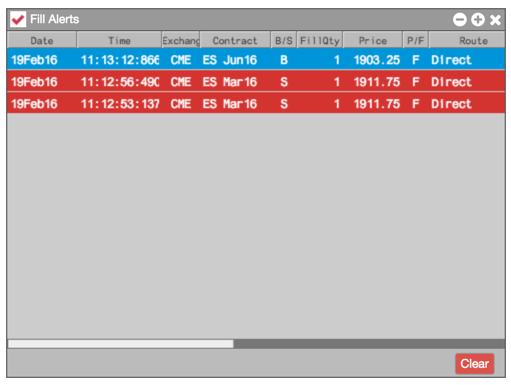 Fill Alerts
Date Time Exchang Contract B/S FillQty Price P/F Route
19Feb16 11:13:12:866 CME ES Jun16 B 1 1903.25 F Direct
19Feb16 11:12:56:490 CME ES Mar16 S 1 1911.75 F Direct
19Feb16 11:12:53:137 CME ES Mar16 S 1 1911.75 F Direct
Clear